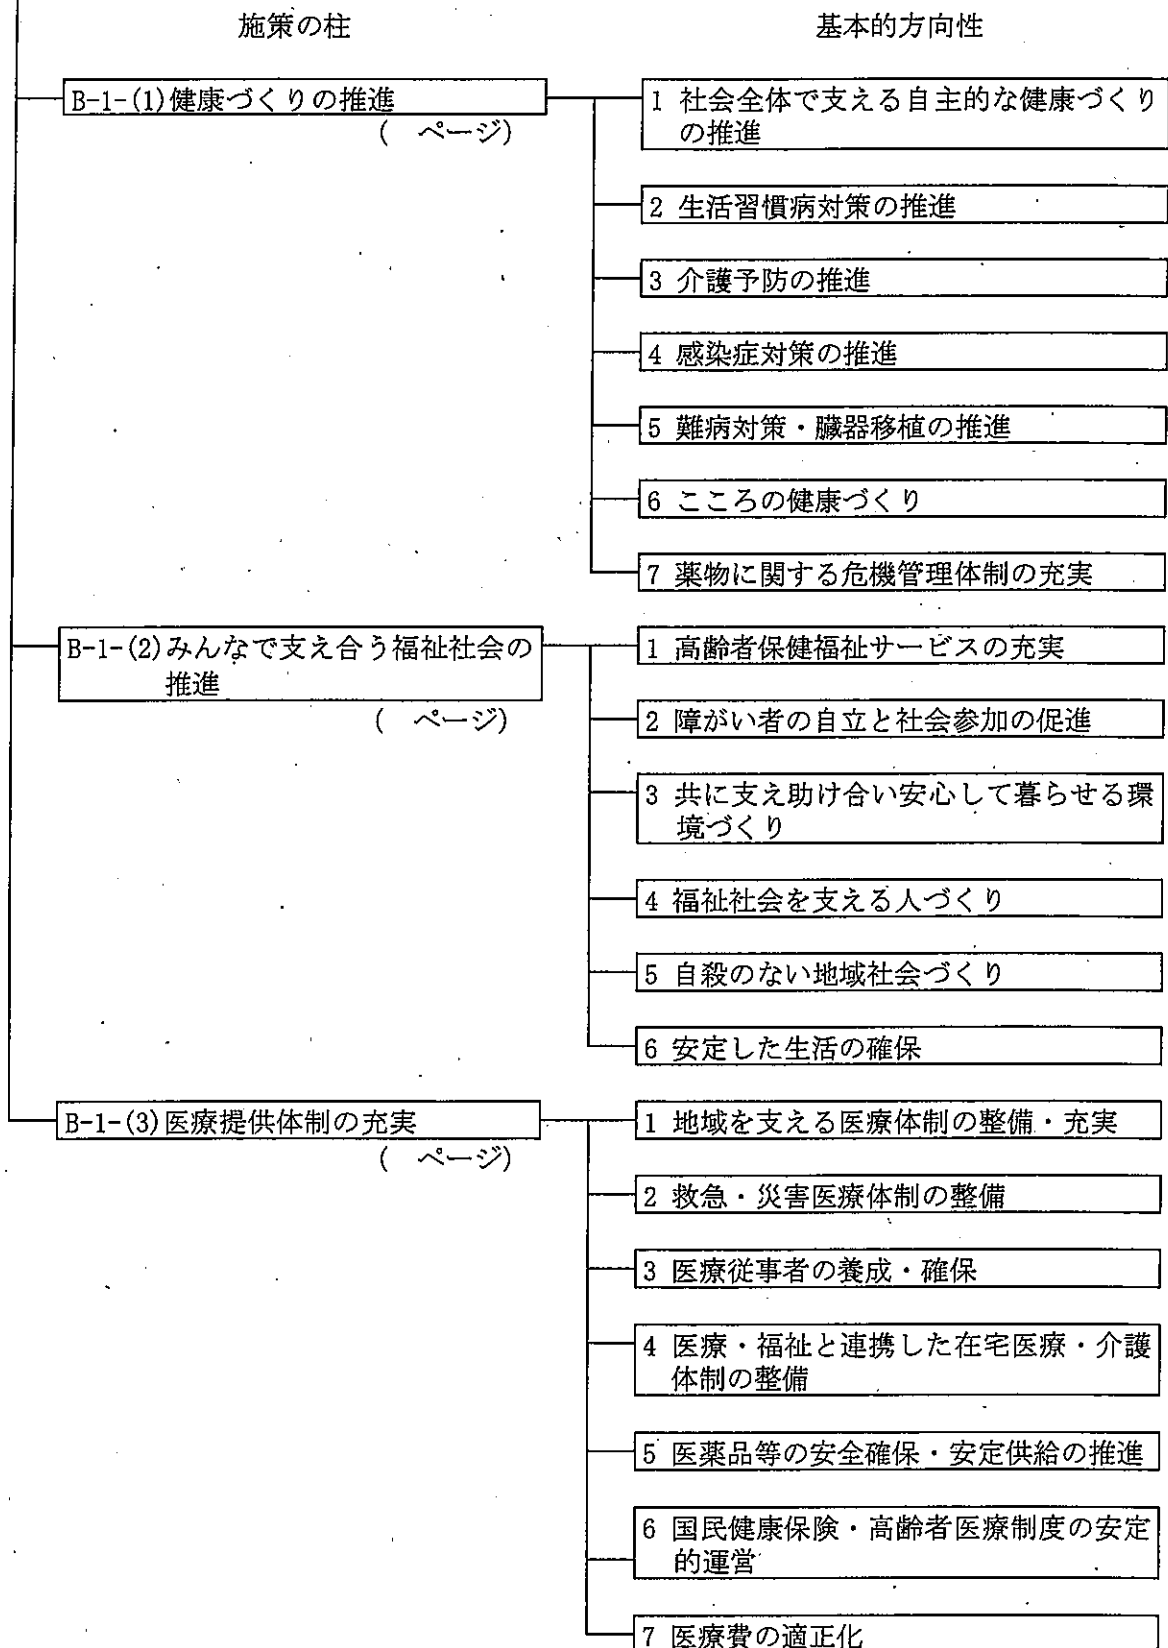 施策の柱
基本的方向性
B-1-(1)健康づくりの推進
( ページ)
1 社会全体で支える自主的な健康づくり
の推進
2 生活習慣病対策の推進
3 介護予防の推進
4 感染症対策の推進
5 難病対策・臓器移植の推進
6 こころの健康づくり
7 薬物に関する危機管理体制の充実
B-1-(2)みんなで支え合う福祉社会の
推進
( ページ)
1 高齢者保健福祉サービスの充実
2 障がい者の自立と社会参加の促進
3 共に支え助け合い安心して暮らせる環
境づくり
4 福祉社会を支える人づくり
5 自殺のない地域社会づくり
6 安定した生活の確保
B-1-(3)医療提供体制の充実
( ページ)
1 地域を支える医療体制の整備・充実
2 救急・災害医療体制の整備
3 医療従事者の養成・確保
4 医療・福祉と連携した在宅医療・介護
体制の整備
5 医薬品等の安全確保・安定供給の推進
6 国民健康保険・高齢者医療制度の安定
的運営
7 医療費の適正化